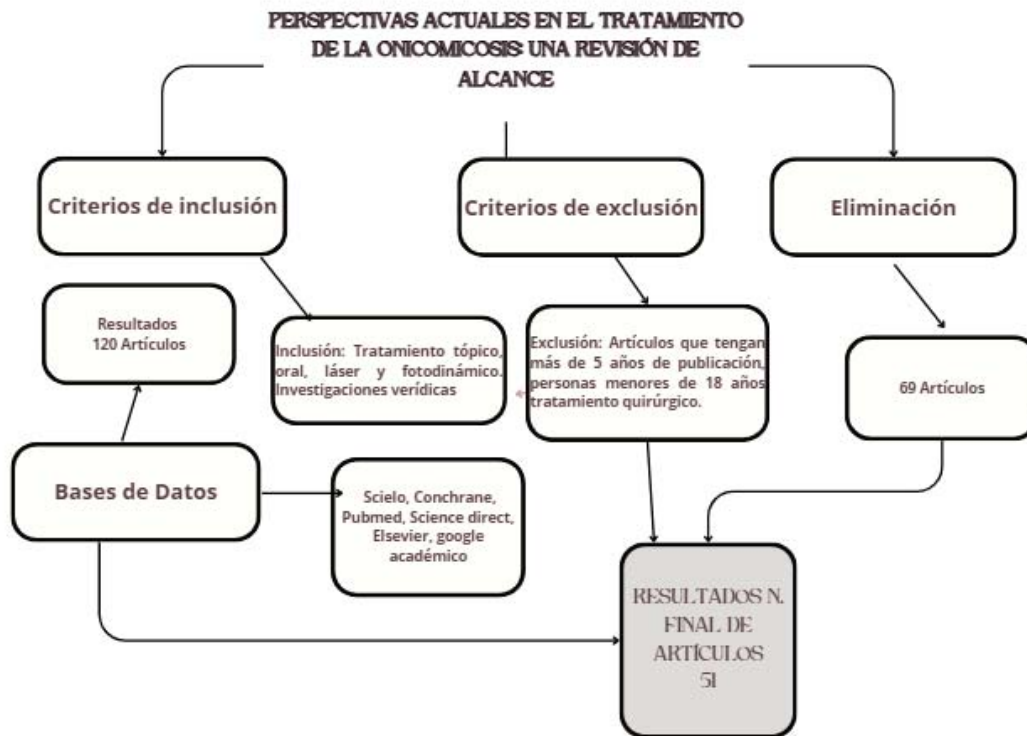 PERSPECTIVAS ACTUALES EN EL TRATAMIENTO
DE LA ONICOMICOSIS: UNA REVISIÓN DE
ALCANCE
Criterios de inclusión
Criterios de exclusión
Eliminación
Resultados
120 Artículos
Inclusión: Tratamiento tópico,
oral, láser y fotodinámico.
Investigaciones verídicas
Exclusión: Artículos que tengan
más de 5 años de publicación,
personas menores de 18 años
tratamiento quirúrgico.
69 Artículos
Bases de Datos
Scielo, Conchrane,
Pubmed, Science direct,
Elsevier, google
académico
RESULTADOS N.
FINAL DE
ARTÍCULOS
51